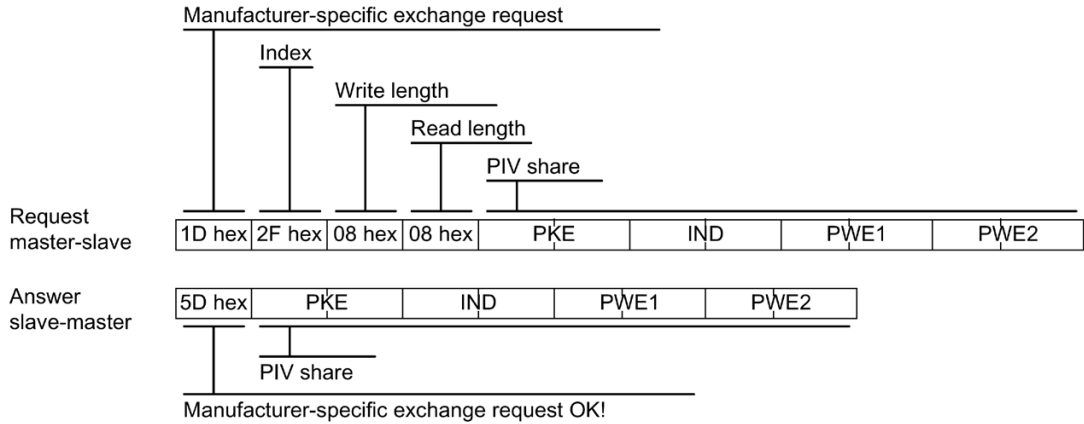 Manufacturer-specific exchange request
Index
Write length
Read length
PIV share
Request
master-slave
1D hex 2F hex 08 hex 08 hex PKE IND PWE1 PWE2
Answer
slave-master
5D hex PKE IND PWE1 PWE2
PIV share
Manufacturer-specific exchange request OK!